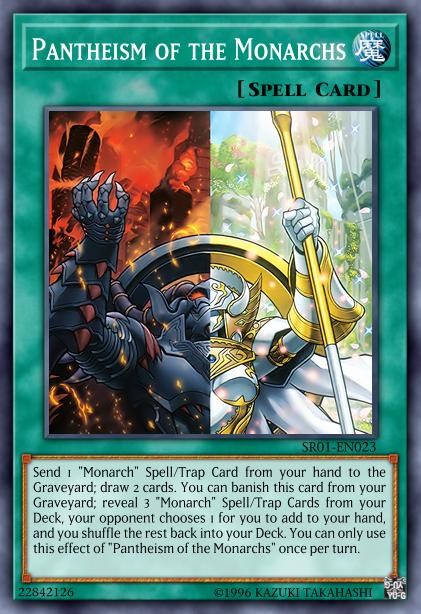 PANTHEISM OF THE MONARCHS
SPELL
魔
[SPELL CARD]
SR01-EN023
Send 1 "Monarch" Spell/Trap Card from your hand to the
Graveyard; draw 2 cards. You can banish this card from your
Graveyard; reveal 3 "Monarch" Spell/Trap Cards from your
Deck, your opponent chooses 1 for you to add to your hand,
and you shuffle the rest back into your Deck. You can only use
this effect of "Pantheism of the Monarchs" once per turn.
22842126
©1996 KAZUKI TAKAHASHI